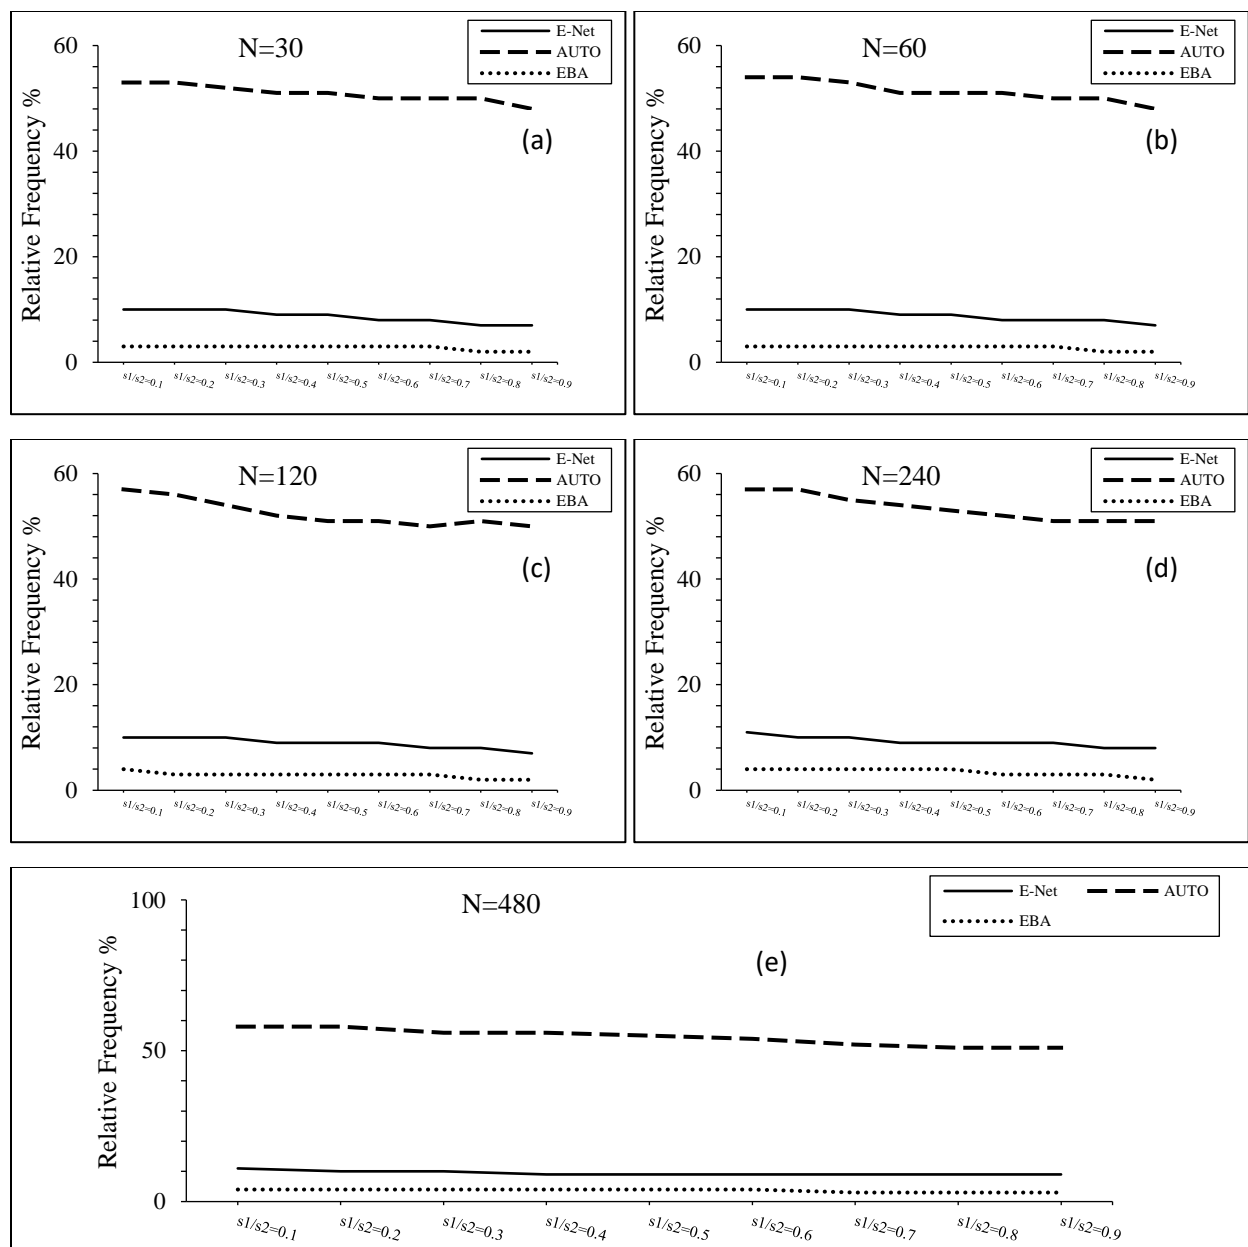 N=30
E-Net
AUTO
EBA
(a)
Relative Frequency %
60
40
20
0
s1/s2=0.1 s1/s2=0.2 s1/s2=0.3 s1/s2=0.4 s1/s2=0.5 s1/s2=0.6 s1/s2=0.7 s1/s2=0.8 s1/s2=0.9
N=60
E-Net
AUTO
EBA
(b)
Relative Frequency %
60
40
20
0
s1/s2=0.1 s1/s2=0.2 s1/s2=0.3 s1/s2=0.4 s1/s2=0.5 s1/s2=0.6 s1/s2=0.7 s1/s2=0.8 s1/s2=0.9
N=120
E-Net
AUTO
EBA
(c)
Relative Frequency %
60
40
20
0
s1/s2=0.1 s1/s2=0.2 s1/s2=0.3 s1/s2=0.4 s1/s2=0.5 s1/s2=0.6 s1/s2=0.7 s1/s2=0.8 s1/s2=0.9
N=240
E-Net
AUTO
EBA
(d)
Relative Frequency %
60
40
20
0
s1/s2=0.1 s1/s2=0.2 s1/s2=0.3 s1/s2=0.4 s1/s2=0.5 s1/s2=0.6 s1/s2=0.7 s1/s2=0.8 s1/s2=0.9
N=480
E-Net AUTO
EBA
(e)
Relative Frequency %
100
50
0
s1/s2=0.1 s1/s2=0.2 s1/s2=0.3 s1/s2=0.4 s1/s2=0.5 s1/s2=0.6 s1/s2=0.7 s1/s2=0.8 s1/s2=0.9